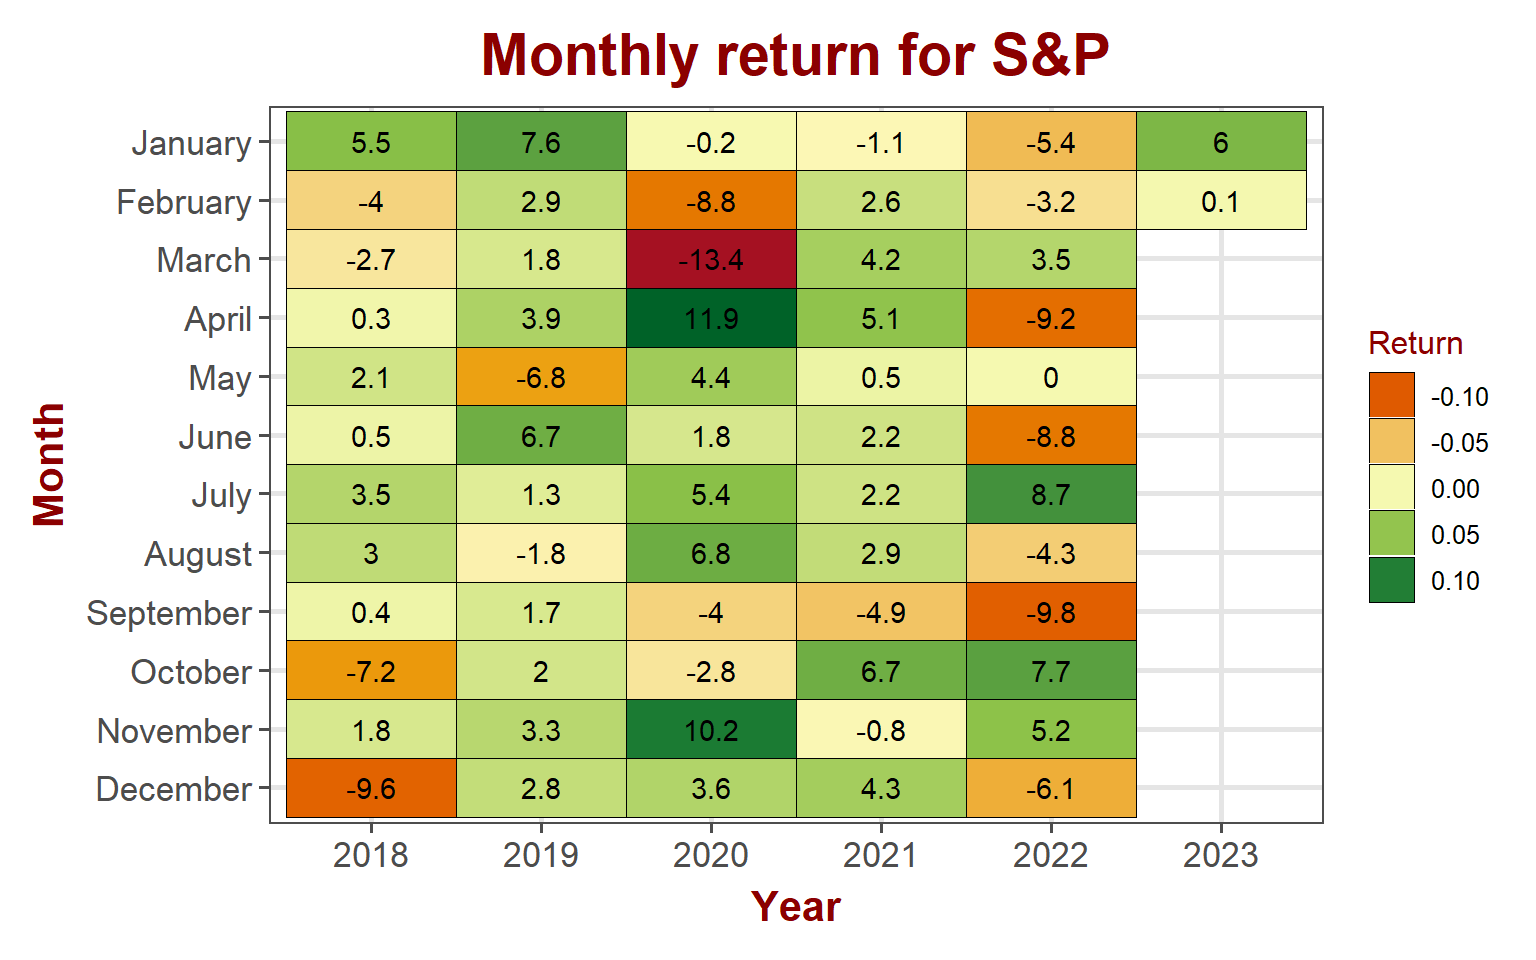 Monthly return for S&P
January 5.5 7.6 -0.2 -1.1 -5.4 6
February -4 2.9 -8.8 2.6 -3.2 0.1
March -2.7 1.8 -13.4 4.2 3.5
April 0.3 3.9 11.9 5.1 -9.2
May 2.1 -6.8 4.4 0.5 0
June 0.5 6.7 1.8 2.2 -8.8
July 3.5 1.3 5.4 2.2 8.7
August 3 -1.8 6.8 2.9 -4.3
September 0.4 1.7 -4 -4.9 -9.8
October -7.2 2 -2.8 6.7 7.7
November 1.8 3.3 10.2 -0.8 5.2
December -9.6 2.8 3.6 4.3 -6.1
2018 2019 2020 2021 2022 2023
Year
Month
Return
-0.10
-0.05
0.00
0.05
0.10